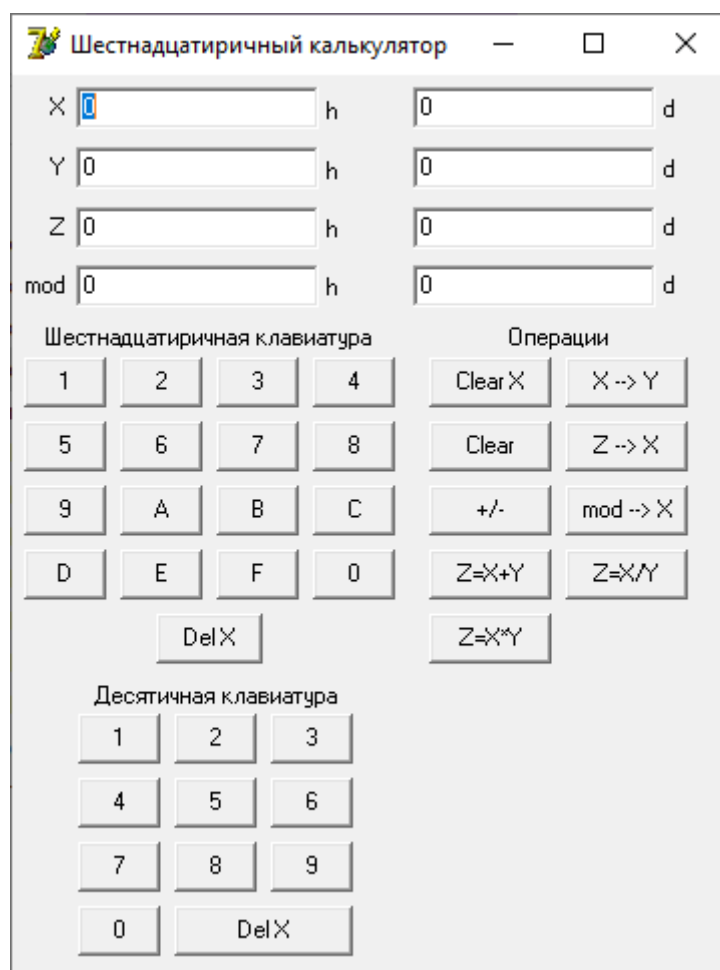 Шестнадцатиричный калькулятор
X 0 h 0 d
Y 0 h 0 d
Z 0 h 0 d
mod 0 h 0 d
Шестнадцатиричная клавиатура Операции
1 2 3 4 Clear X X --> Y
5 6 7 8 Clear Z --> X
9 A B C +/- mod --> X
D E F 0 Z=X+Y Z=X/Y
Del X Z=X*Y
Десятичная клавиатура
1 2 3
4 5 6
7 8 9
0 Del X